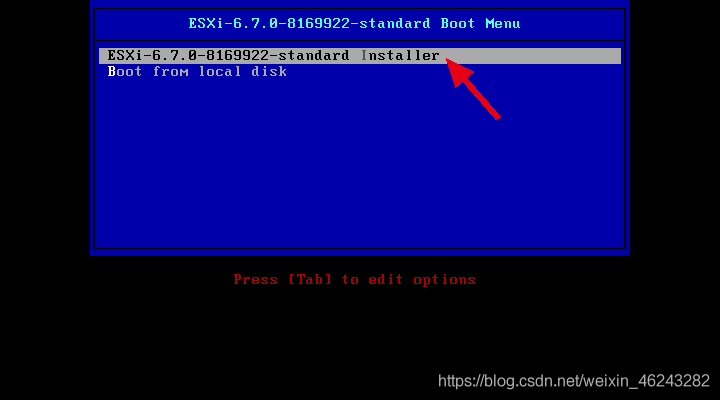 ESXi-6.7.0-8169922-standard Boot Menu
ESXi-6.7.0-8169922-standard Installer
Boot from local disk
Press [Tab] to edit options
https://blog.csdn.net/weixin_46243282